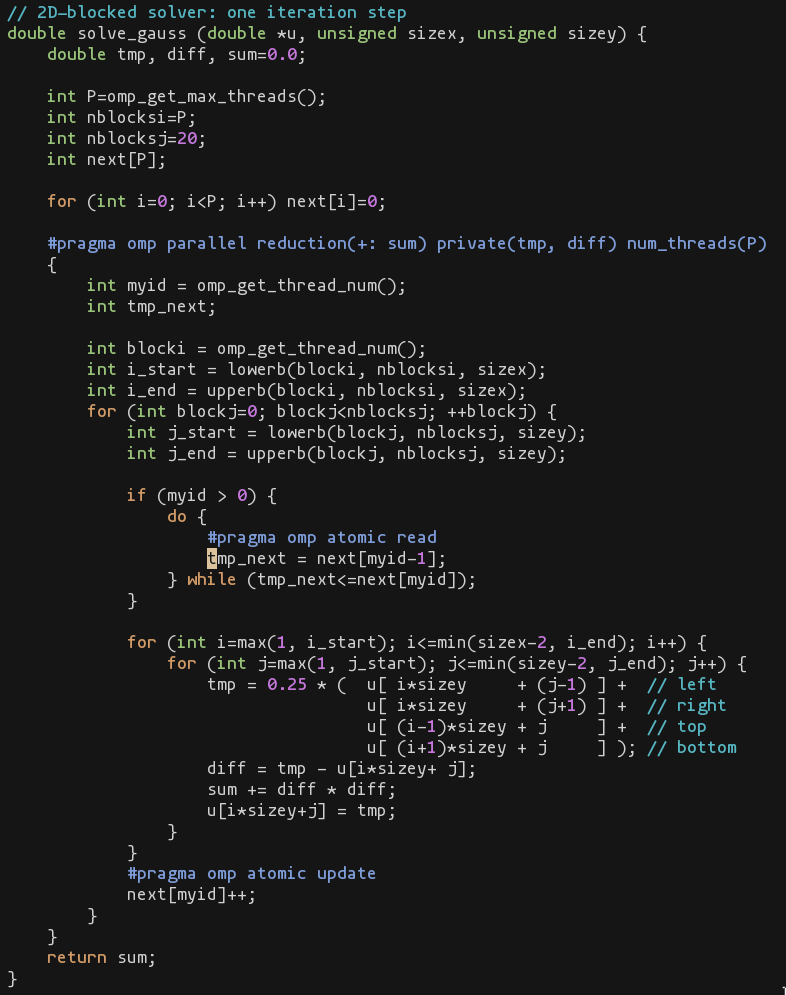 // 2D-blocked solver: one iteration step
double solve_gauss (double *u, unsigned sizex, unsigned sizey) {
    double tmp, diff, sum=0.0;

    int P=omp_get_max_threads();
    int nblocksi=P;
    int nblocksj=20;
    int next[P];

    for (int i=0; i<P; i++) next[i]=0;

    #pragma omp parallel reduction(+: sum) private(tmp, diff) num_threads(P)
    {
        int myid = omp_get_thread_num();
        int tmp_next;

        int blocki = omp_get_thread_num();
        int i_start = lowerb(blocki, nblocksi, sizex);
        int i_end = upperb(blocki, nblocksi, sizex);
        for (int blockj=0; blockj<nblocksj; ++blockj) {
            int j_start = lowerb(blockj, nblocksj, sizey);
            int j_end = upperb(blockj, nblocksj, sizey);

            if (myid > 0) {
                do {
                    #pragma omp atomic read
                    tmp_next = next[myid-1];
                } while (tmp_next<=next[myid]);
            }

            for (int i=max(1, i_start); i<=min(sizex-2, i_end); i++) {
                for (int j=max(1, j_start); j<=min(sizey-2, j_end); j++) {
                    tmp = 0.25 * (  u[ i*sizey     + (j-1) ] +  // left
                                    u[ i*sizey     + (j+1) ] +  // right
                                    u[ (i-1)*sizey + j     ] +  // top
                                    u[ (i+1)*sizey + j     ] ); // bottom
                    diff = tmp - u[i*sizey+ j];
                    sum += diff * diff;
                    u[i*sizey+j] = tmp;
                }
            }
            #pragma omp atomic update
            next[myid]++;
        }
    }
    return sum;
}